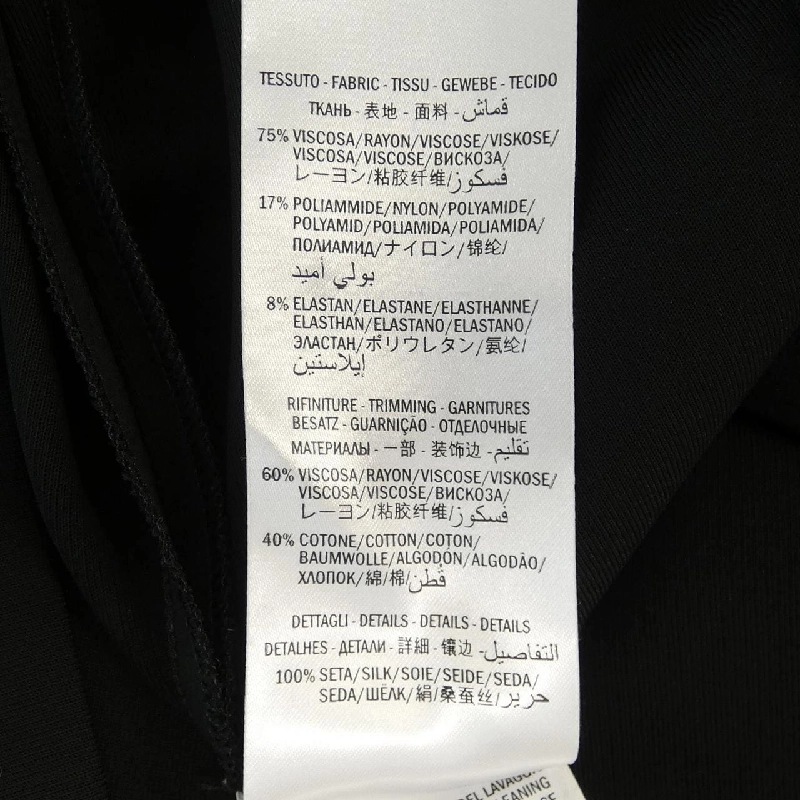 TESSUTO - FABRIC - TISSU - GEWEBE - TECIDO
ТКАНЬ - 表地 - 面料 - قماش
75% VISCOSA/RAYON/VISCOSE/VISKOSE/
VISCOSA/VISCOSE/ВИСКОЗА/
レーヨン/粘胶纤维/فسكوز
17% POLIAMMIDE/NYLON/POLYAMIDE/
POLYAMID/POLIAMIDA/POLIAMIDA/
ПОЛИАМИД/ナイロン/锦纶/
بولي أميد
8% ELASTAN/ELASTANE/ELASTHANNE/
ELASTHAN/ELASTANO/ELASTANO/
ЭЛАСТАН/ポリウレタン/氨纶/
إيلاستين
RIFINITURE - TRIMMING - GARNITURES
BESATZ - GUARNIÇÃO - ОТДЕЛОЧНЫЕ
МАТЕРИАЛЫ - 一部 - 装饰边 - تقليم
60% VISCOSA/RAYON/VISCOSE/VISKOSE/
VISCOSA/VISCOSE/ВИСКОЗА/
レーヨン/粘胶纤维/فسكوز
40% COTONE/COTTON/COTON/
BAUMWOLLE/ALGODÓN/ALGODÃO/
ХЛОПОК/綿/棉/قطن
DETTAGLI - DETAILS - DETAILS - DETAILS
DETALHES - ДЕТАЛИ - 詳細 - 镶边 - التفاصيل
100% SETA/SILK/SOIE/SEIDE/SEDA/
SEDA/ШЁЛК/絹/桑蚕丝/حرير